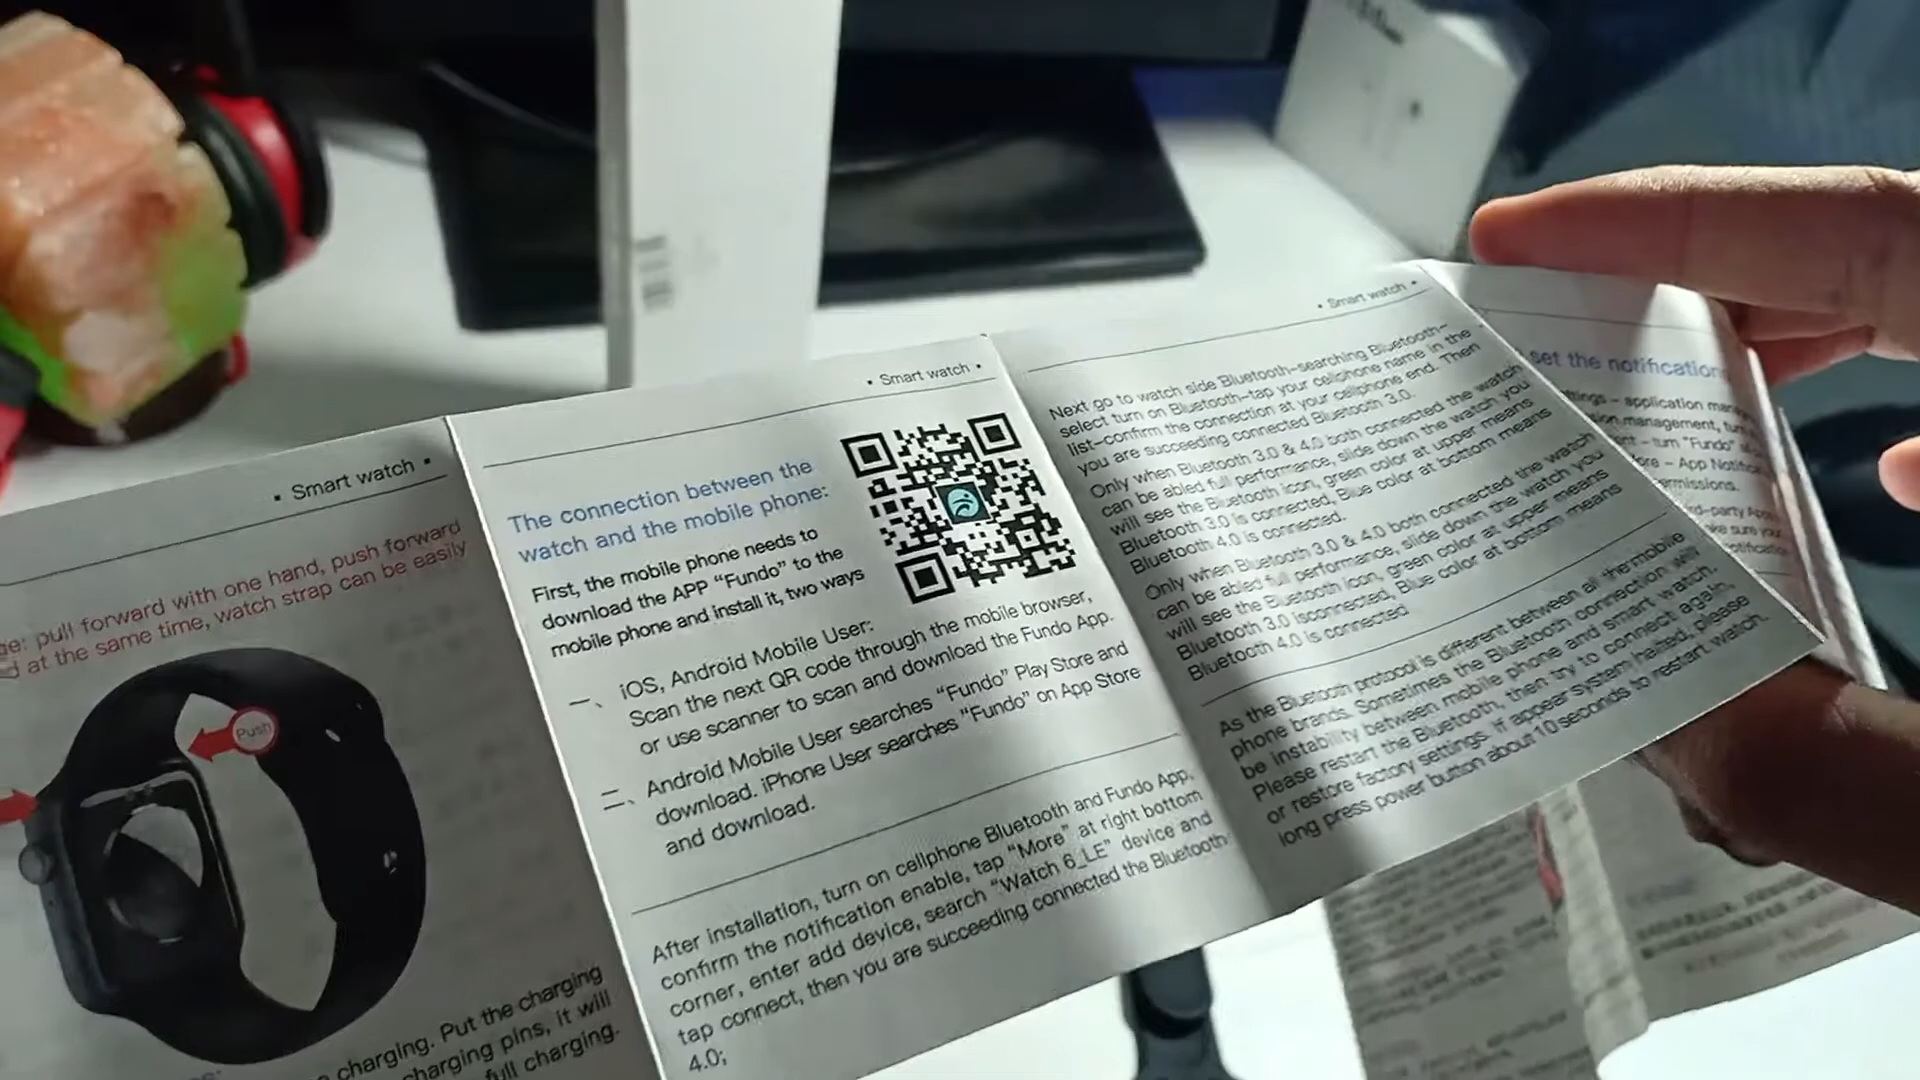 • Smart watch •
pull forward with one hand, push forward
at the same time, watch strap can be easily
Push
charging. Put the charging
charging pins, it will
full charging.
• Smart watch •
The connection between the
watch and the mobile phone:
First, the mobile phone needs to
download the APP “Fundo” to the
mobile phone and install it, two ways
一、 iOS, Android Mobile User:
Scan the next QR code through the mobile browser,
or use scanner to scan and download the Fundo App.
二、 Android Mobile User searches “Fundo” Play Store and
download. iPhone User searches “Fundo” on App Store
and download.
After installation, turn on cellphone Bluetooth and Fundo App,
confirm the notification enable, tap “More” at right bottom
corner, enter add device, search “Watch 6_LE” device and
tap connect, then you are succeeding connected the Bluetooth
4.0;
• Smart watch •
Next go to watch side Bluetooth-searching Bluetooth-
select turn on Bluetooth-tap your cellphone name in the
list-confirm the connection at your cellphone end. Then
you are succeeding connected Bluetooth 3.0.
Only when Bluetooth 3.0 & 4.0 both connected the watch
can be abled full performance, slide down the watch you
will see the Bluetooth icon, green color at upper means
Bluetooth 3.0 is connected, Blue color at bottom means
Bluetooth 4.0 is connected.
Only when Bluetooth 3.0 & 4.0 both connected the watch
can be abled full performance, slide down the watch you
will see the Bluetooth icon, green color at upper means
Bluetooth 3.0 isconnected, Blue color at bottom means
Bluetooth 4.0 is connected
As the Bluetooth protocol is different between all the mobile
phone brands. Sometimes the Bluetooth connection will
be instability between mobile phone and smart watch.
Please restart the Bluetooth, then try to connect again,
or restore factory settings. If appear system halted, please
long press power button about 10 seconds to restart watch.
set the notification
- application
management,
- turn “Fundo”
- App